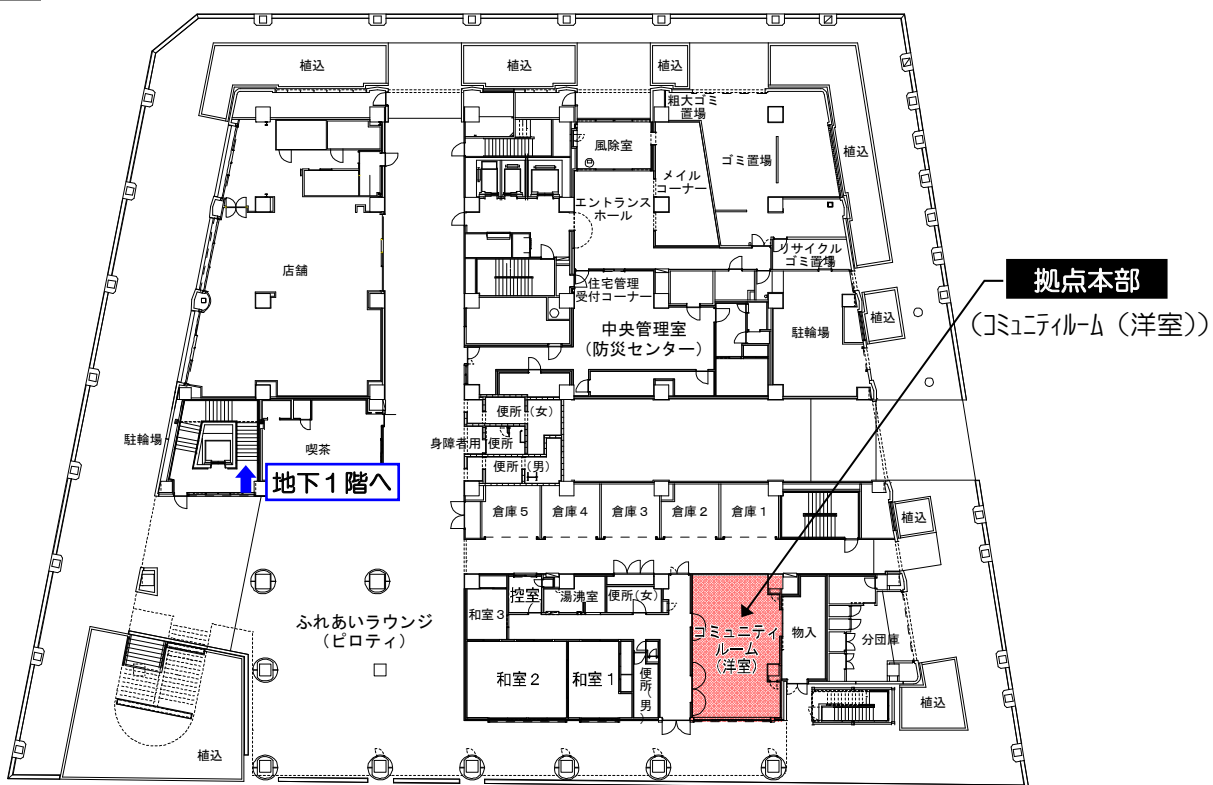 植込
植込
植込
粗大ゴミ
置場
風除室
メイル
コーナー
ゴミ置場
植込
エントランス
ホール
リサイクル
ゴミ置場
店舗
住宅管理
受付コーナー
中央管理室
(防災センター)
駐輪場
植込
拠点本部
(コミュニティルーム(洋室))
便所(女)
駐輪場
喫茶
身障者用便所
便所(男)
地下1階へ
倉庫5
倉庫4
倉庫3
倉庫2
倉庫1
植込
控室
湯沸室
便所(女)
和室3
ふれあいラウンジ
(ピロティ)
コミュニティ
ルーム
(洋室)
物入
分団庫
和室2
和室1
便所(男)
植込
植込